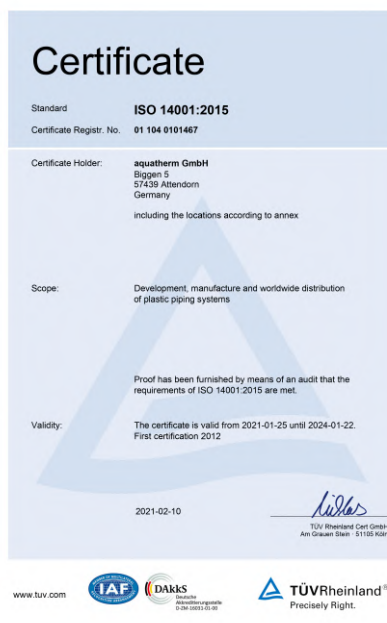 Certificate
Standard ISO 14001:2015
Certificate Registr. No. 01 104 0101467
Certificate Holder: aquatherm GmbH
Biggen 5
57439 Attendorn
Germany
including the locations according to annex
Scope: Development, manufacture and worldwide distribution
of plastic piping systems
Proof has been furnished by means of an audit that the
requirements of ISO 14001:2015 are met.
Validity: The certificate is valid from 2021-01-25 until 2024-01-22.
First certification 2012
2021-02-10
TÜV Rheinland Cert GmbH
Am Grauen Stein · 51105 Köln
www.tuv.com
IAF
DAkkS
Deutsche
Akkreditierungsstelle
D-ZM-16031-01-00
TÜVRheinland®
Precisely Right.